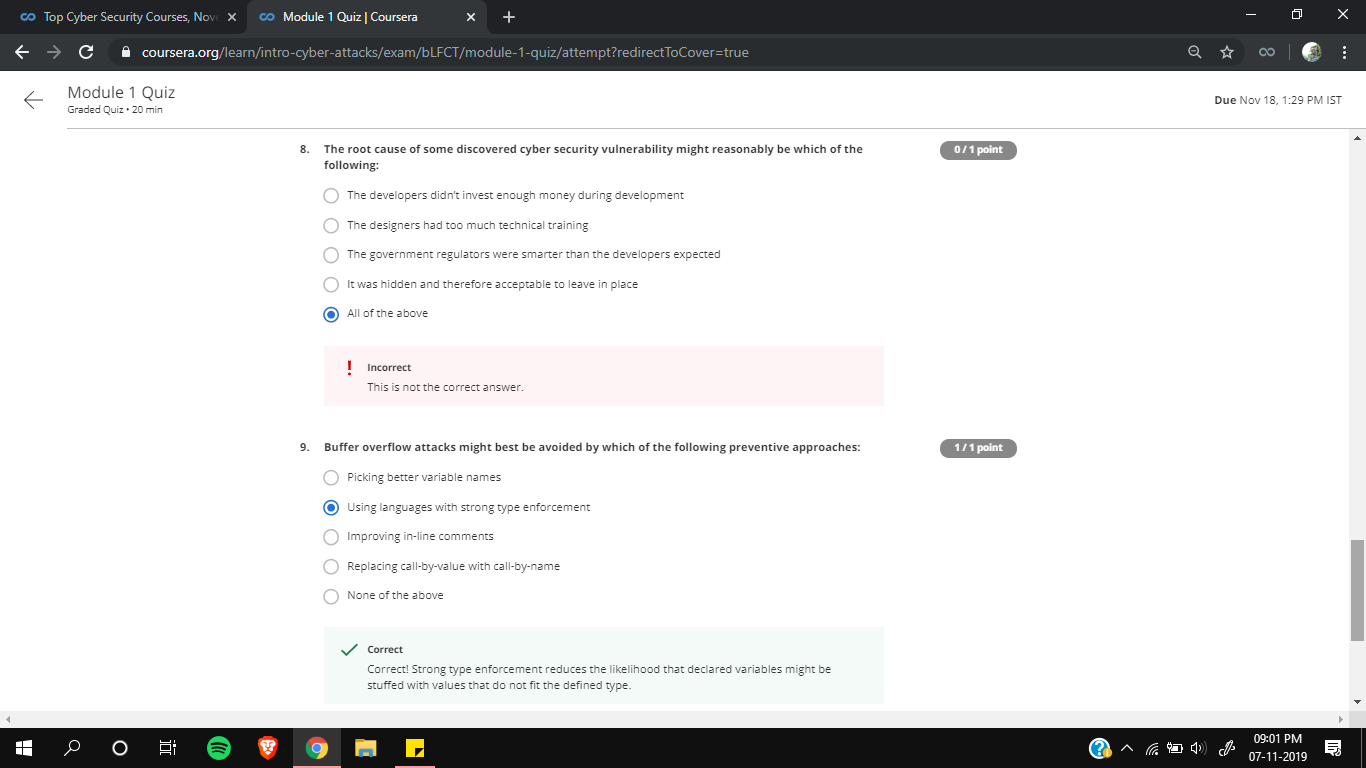 Top Cyber Security Courses, Nove
Module 1 Quiz | Coursera
coursera.org/learn/intro-cyber-attacks/exam/bLFCT/module-1-quiz/attempt?redirectToCover=true
Module 1 Quiz
Graded Quiz • 20 min
Due Nov 18, 1:29 PM IST
8. The root cause of some discovered cyber security vulnerability might reasonably be which of the
following:
0 / 1 point
The developers didn't invest enough money during development
The designers had too much technical training
The government regulators were smarter than the developers expected
It was hidden and therefore acceptable to leave in place
All of the above
Incorrect
This is not the correct answer.
9. Buffer overflow attacks might best be avoided by which of the following preventive approaches:
1 / 1 point
Picking better variable names
Using languages with strong type enforcement
Improving in-line comments
Replacing call-by-value with call-by-name
None of the above
Correct
Correct! Strong type enforcement reduces the likelihood that declared variables might be
stuffed with values that do not fit the defined type.
09:01 PM
07-11-2019